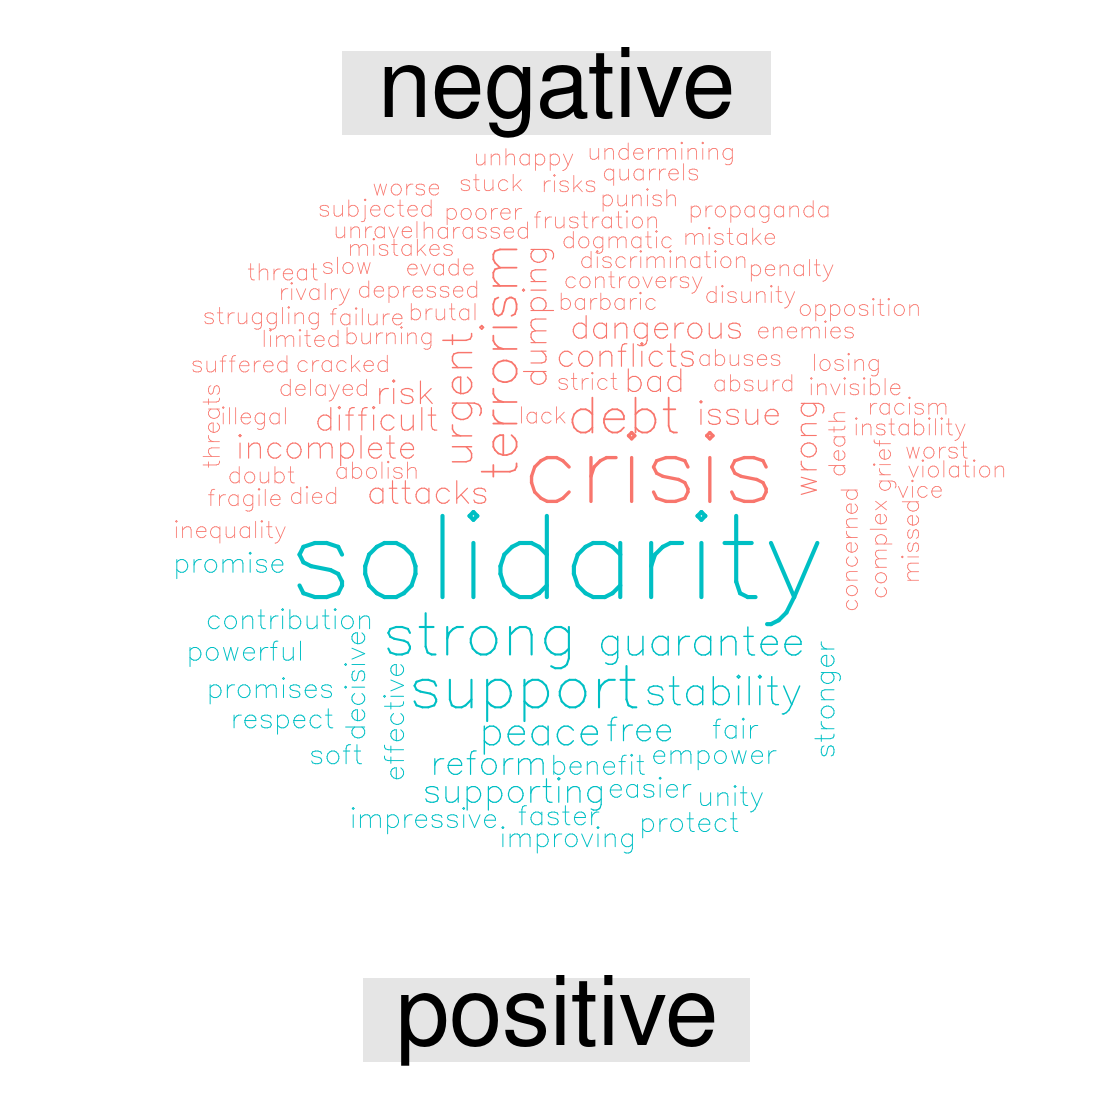 negative
unhappy undermining
worse stuck risks quarrels
punish
subjected poorer frustration propaganda
unravel harassed
mistakes dogmatic mistake
threat slow evade discrimination penalty
rivalry depressed controversy disunity
barbaric
struggling failure brutal opposition
limited burning dangerous enemies
suffered cracked conflicts abuses losing
delayed risk strict bad absurd invisible
terrorism
dumping
urgent
threats
illegal difficult lack debt issue racism
wrong
death
instability
incomplete worst
grief
doubt abolish crisis violation
fragile died attacks vice
concerned
complex
missed
inequality
promise solidarity
contribution strong guarantee
powerful
decisive
effective
stronger
promises support stability
respect peace free fair
soft reform benefit empower
supporting easier unity
impressive faster protect
improving
positive